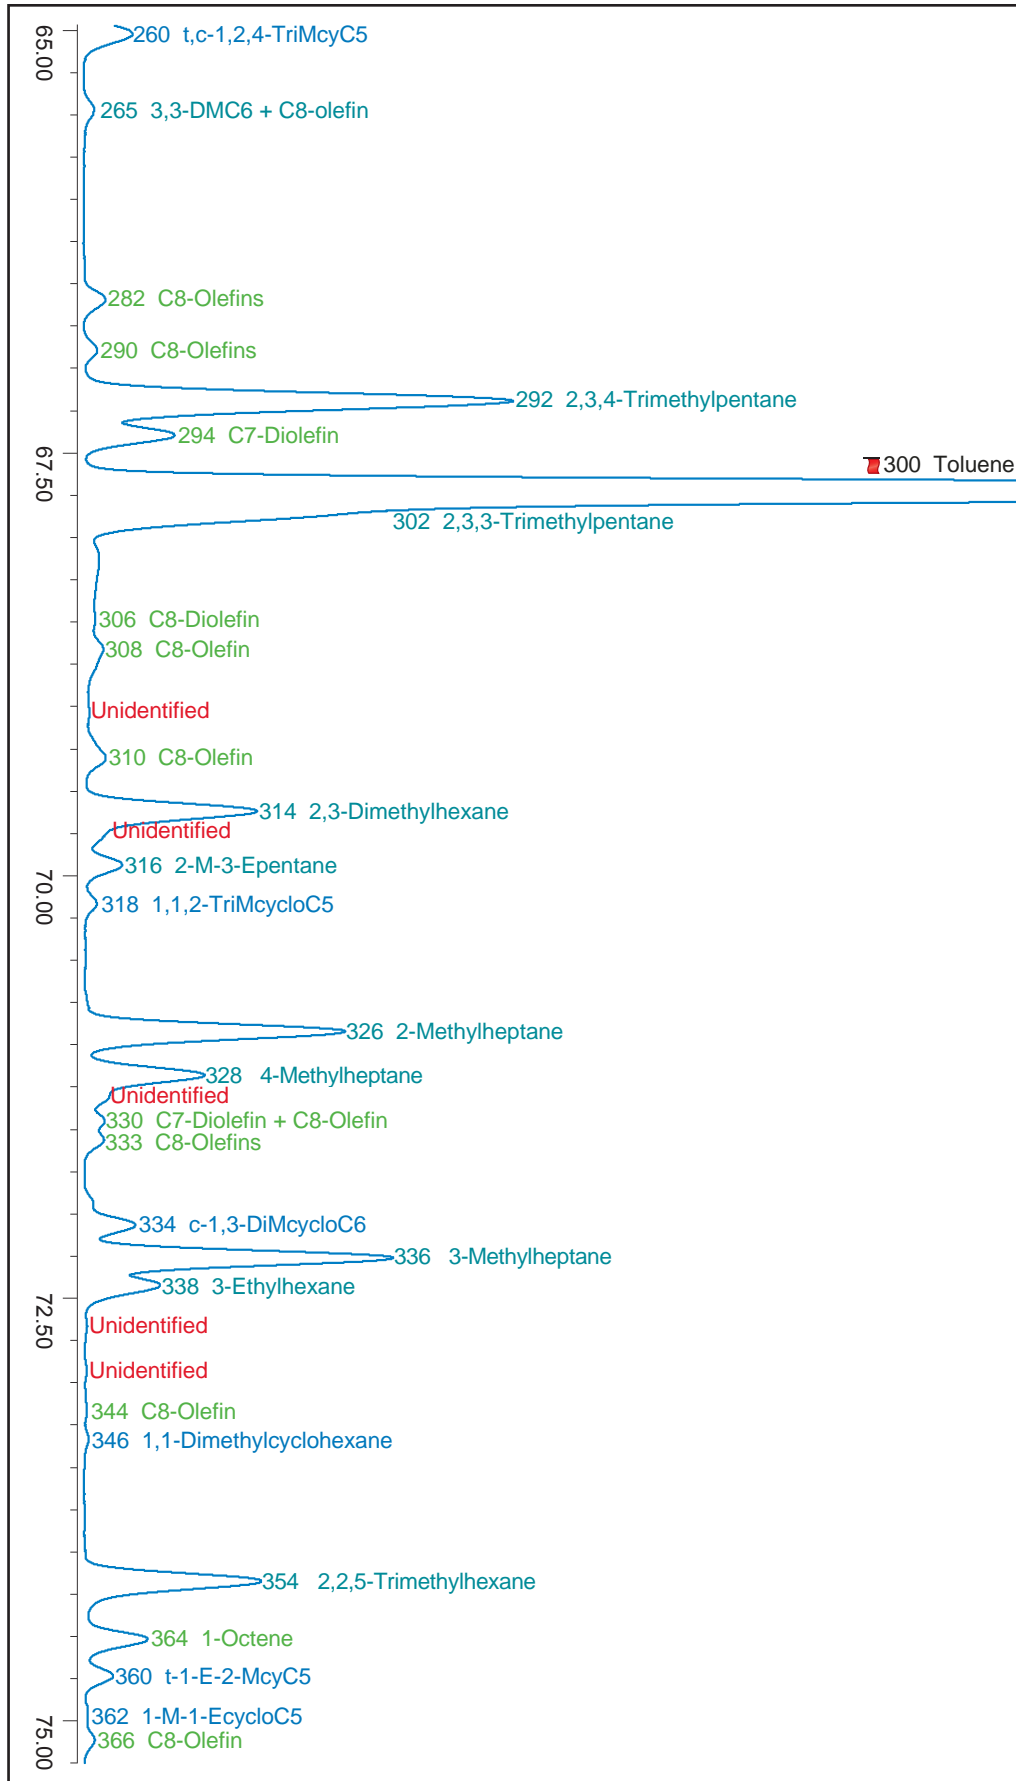 65.00
260 t,c-1,2,4-TriMcyC5
265 3,3-DMC6 + C8-olefin
282 C8-Olefins
290 C8-Olefins
292 2,3,4-Trimethylpentane
294 C7-Diolefin
67.50
300 Toluene
302 2,3,3-Trimethylpentane
306 C8-Diolefin
308 C8-Olefin
Unidentified
310 C8-Olefin
314 2,3-Dimethylhexane
Unidentified
316 2-M-3-Epentane
70.00
318 1,1,2-TriMcycloC5
326 2-Methylheptane
328 4-Methylheptane
Unidentified
330 C7-Diolefin + C8-Olefin
333 C8-Olefins
334 c-1,3-DiMcycloC6
336 3-Methylheptane
338 3-Ethylhexane
72.50
Unidentified
Unidentified
344 C8-Olefin
346 1,1-Dimethylcyclohexane
354 2,2,5-Trimethylhexane
364 1-Octene
360 t-1-E-2-McyC5
362 1-M-1-EcycloC5
75.00
366 C8-Olefin